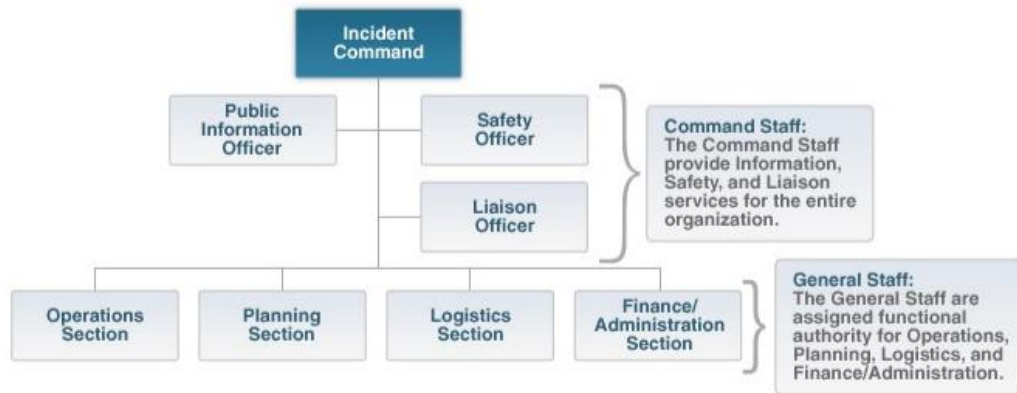 Incident
Command
Public
Information
Officer
Safety
Officer
Command Staff:
The Command Staff
provide Information,
Safety, and Liaison
services for the entire
organization.
Liaison
Officer
Operations
Section
Planning
Section
Logistics
Section
Finance/
Administration
Section
General Staff:
The General Staff are
assigned functional
authority for Operations,
Planning, Logistics, and
Finance/Administration.